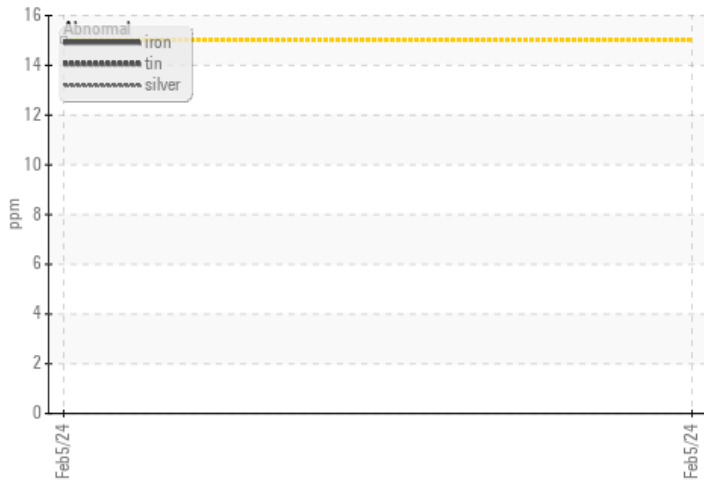 16
Abnormal
iron
tin
silver
14
12
10
8
6
4
2
0
ppm
Feb5/24
Feb5/24